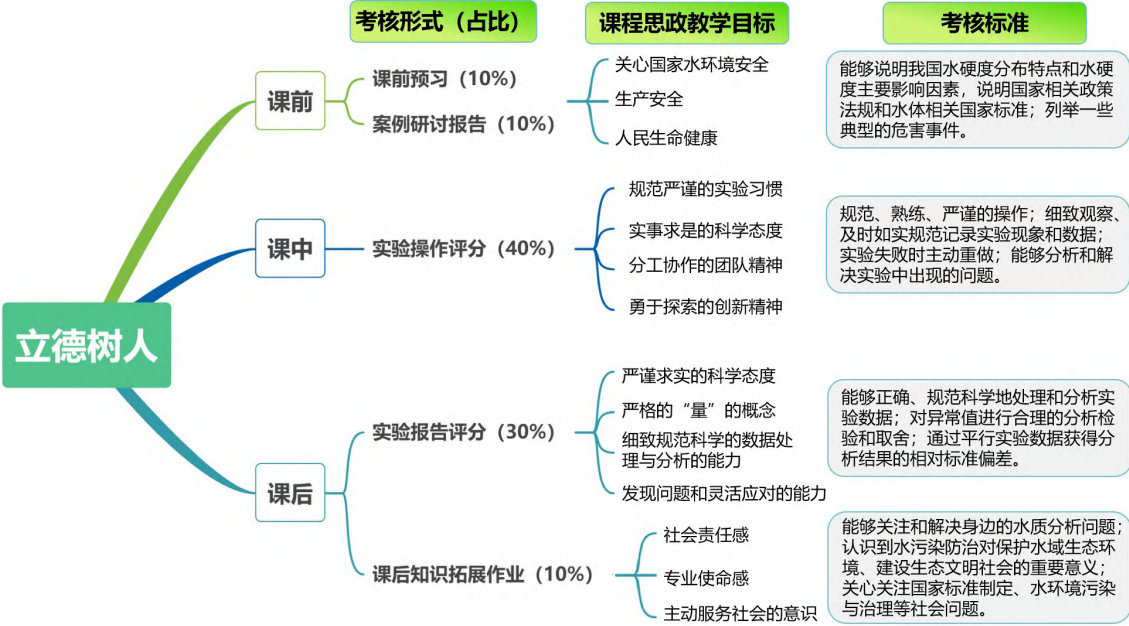 考核形式（占比）
课程思政教学目标
考核标准
立德树人
课前
课前预习（10%）
案例研讨报告（10%）
关心国家水环境安全
生产安全
人民生命健康
能够说明我国水硬度分布特点和水硬
度主要影响因素，说明国家相关政策
法规和水体相关国家标准；列举一些
典型的危害事件。
课中
实验操作评分（40%）
规范严谨的实验习惯
实事求是的科学态度
分工协作的团队精神
勇于探索的创新精神
规范、熟练、严谨的操作；细致观察、
及时如实规范记录实验现象和数据；
实验失败时主动重做；能够分析和解
决实验中出现的问题。
课后
实验报告评分（30%）
严谨求实的科学态度
严格的“量”的概念
细致规范科学的数据处
理与分析的能力
发现问题和灵活应对的能力
能够正确、规范科学地处理和分析实
验数据；对异常值进行合理的分析检
验和取舍；通过平行实验数据获得分
析结果的相对标准偏差。
课后知识拓展作业（10%）
社会责任感
专业使命感
主动服务社会的意识
能够关注和解决身边的水质分析问题；
认识到水污染防治对保护水域生态环
境、建设生态文明社会的重要意义；
关心关注国家标准制定、水环境污染
与治理等社会问题。